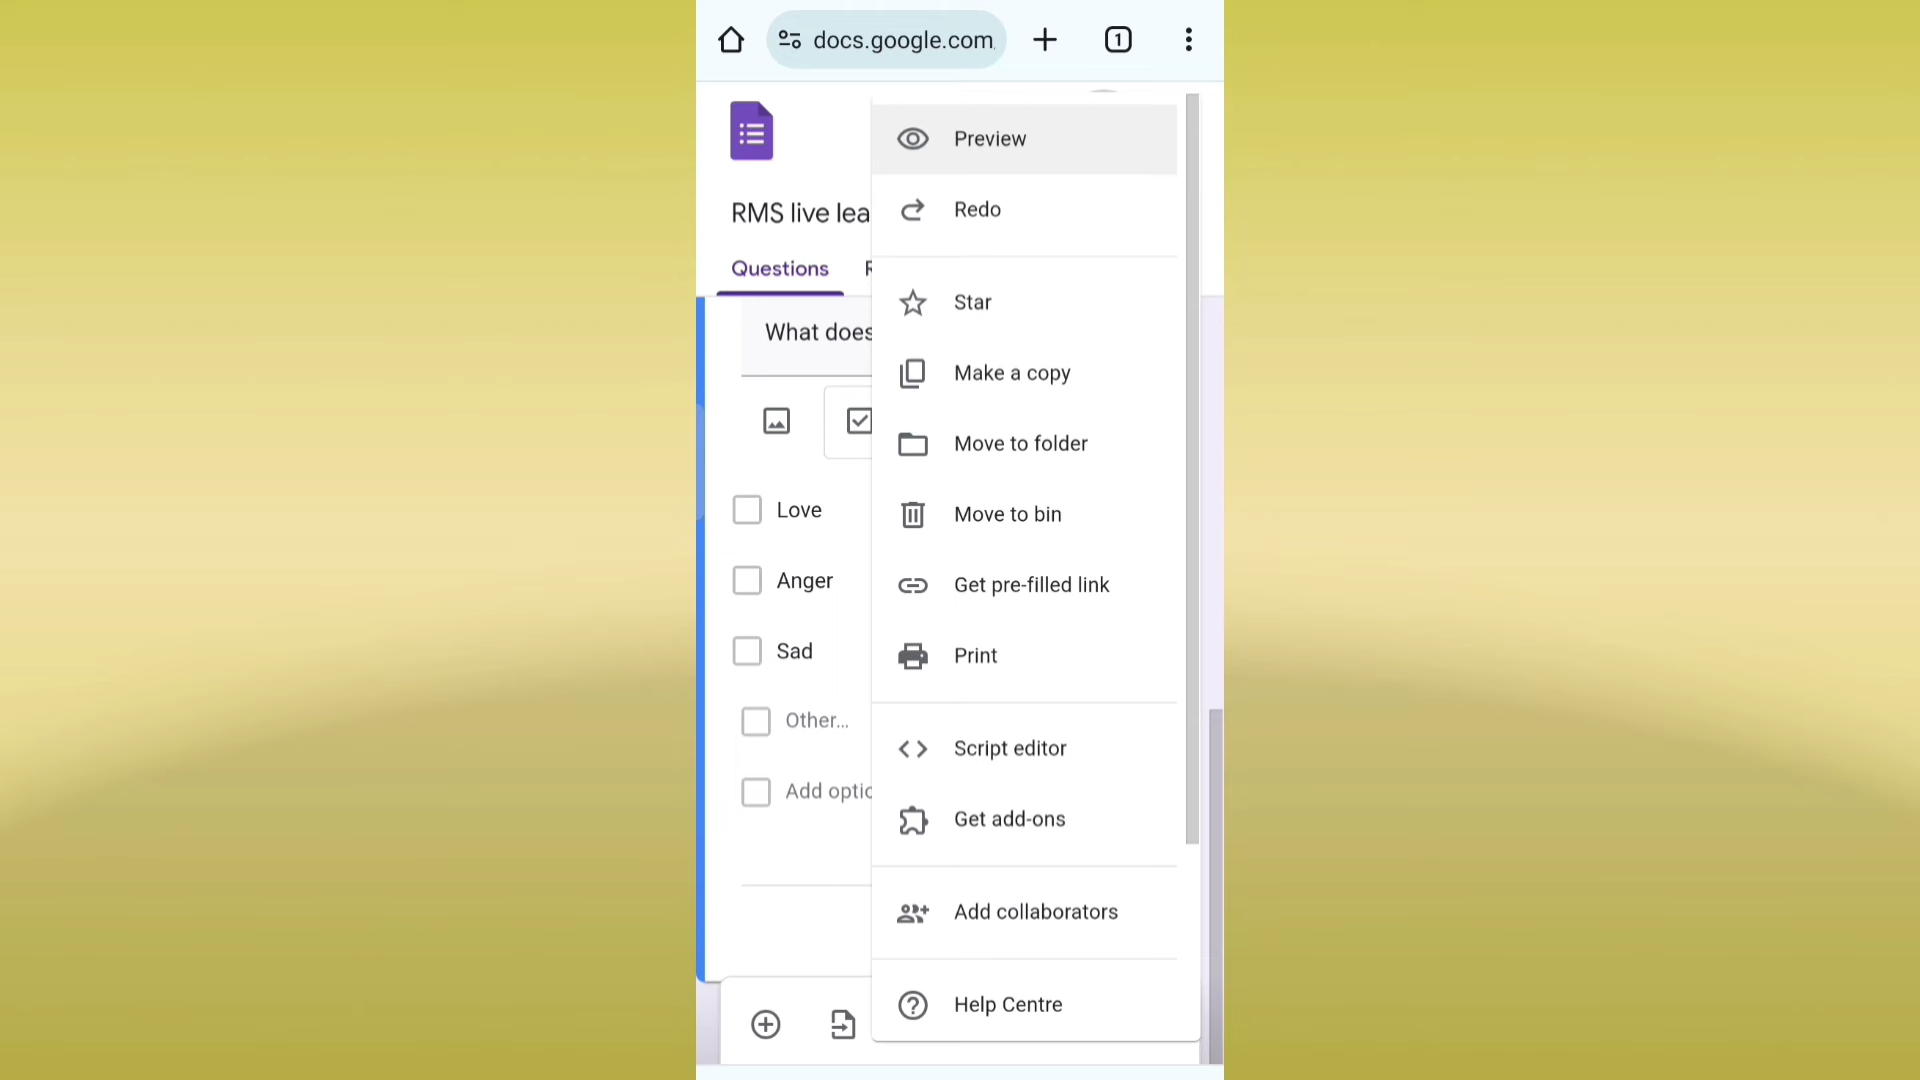 docs.google.com
1
Preview
Redo
RMS live lea
Questions
Star
What does
Make a copy
Move to folder
Love
Move to bin
Anger
Get pre-filled link
Sad
Print
Other...
Script editor
Add optio
Get add-ons
Add collaborators
Help Centre